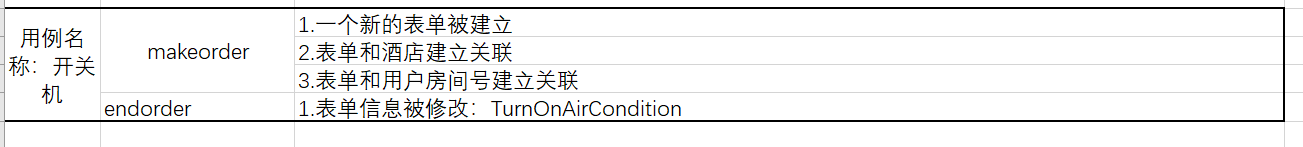 用例名
称：开关
机
makeorder
1.一个新的表单被建立
2.表单和酒店建立关联
3.表单和用户房间号建立关联
endorder
1.表单信息被修改：TurnOnAirCondition